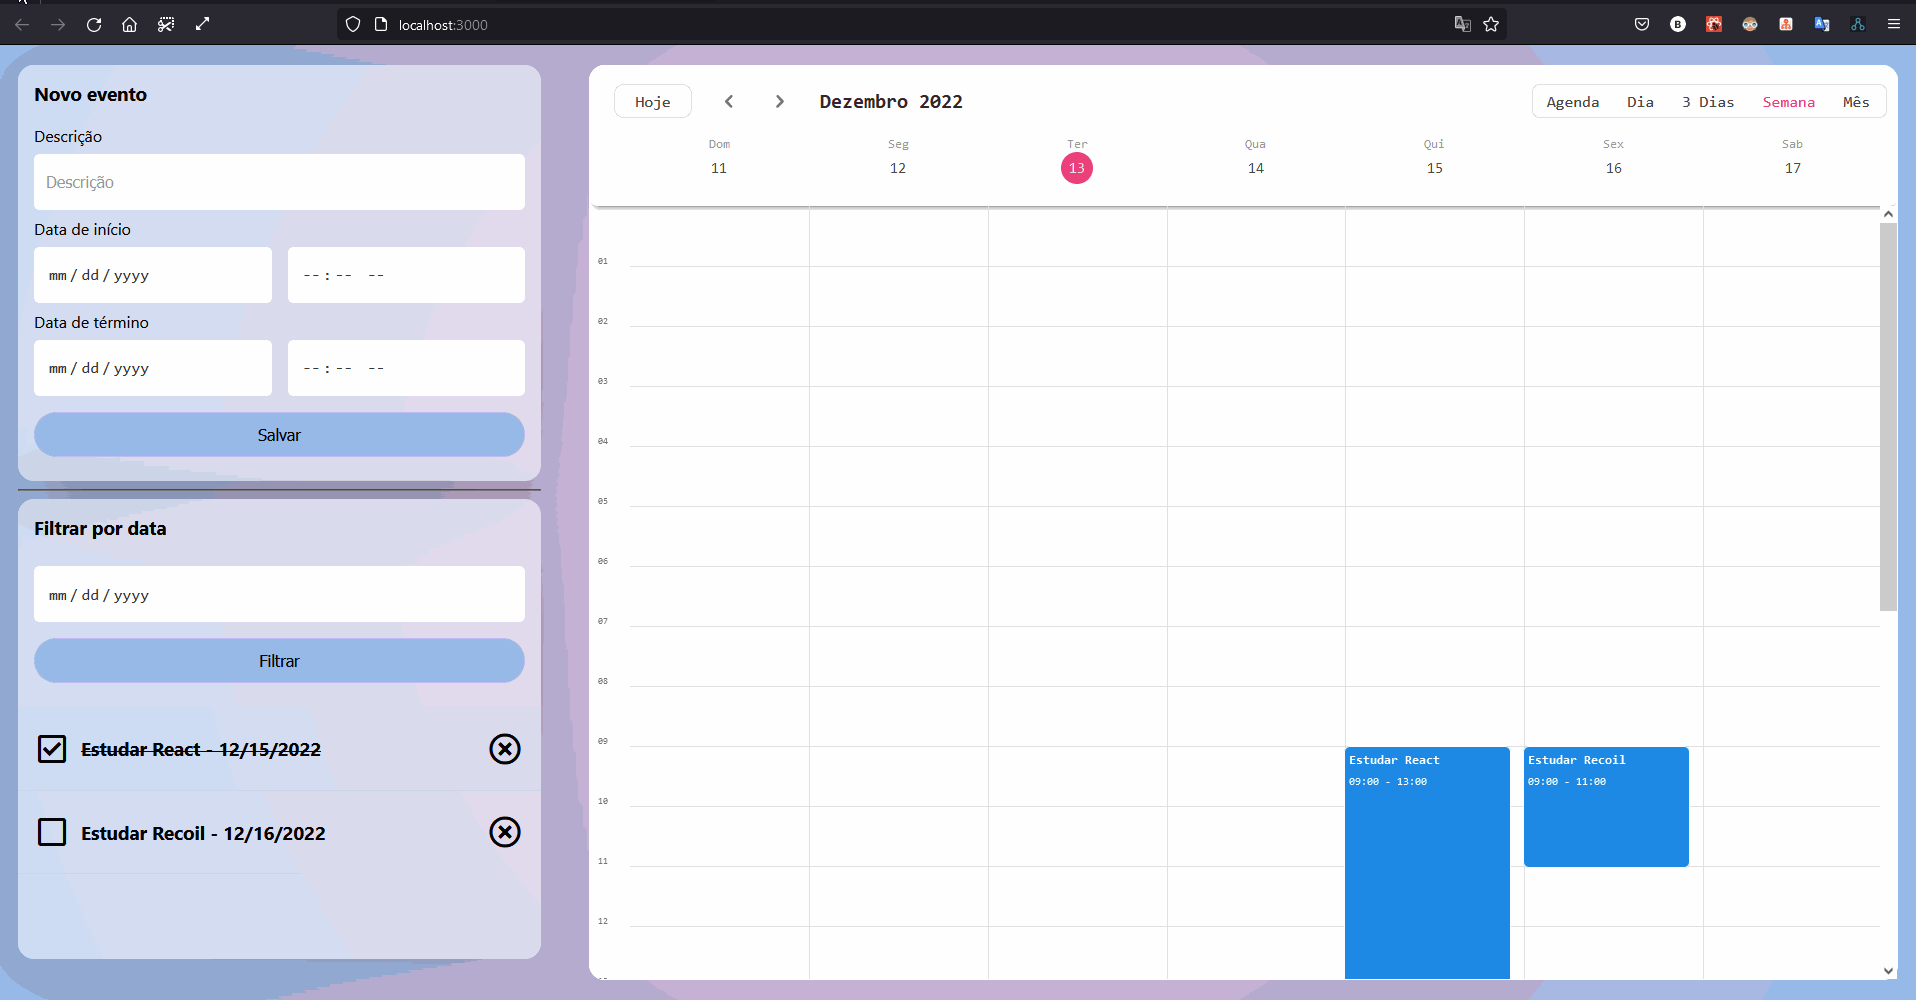 localhost:3000
Novo evento
Descrição
Descrição
Data de início
mm / dd / yyyy
-- : -- --
Data de término
mm / dd / yyyy
-- : -- --
Salvar
Filtrar por data
mm / dd / yyyy
Filtrar
Estudar React - 12/15/2022
Estudar Recoil - 12/16/2022
Hoje
Dezembro 2022
Agenda Dia 3 Dias Semana Mês
Dom Seg Ter Qua Qui Sex Sab
11 12 13 14 15 16 17
01
02
03
04
05
06
07
08
09
Estudar React
09:00 - 13:00
Estudar Recoil
09:00 - 11:00
10
11
12